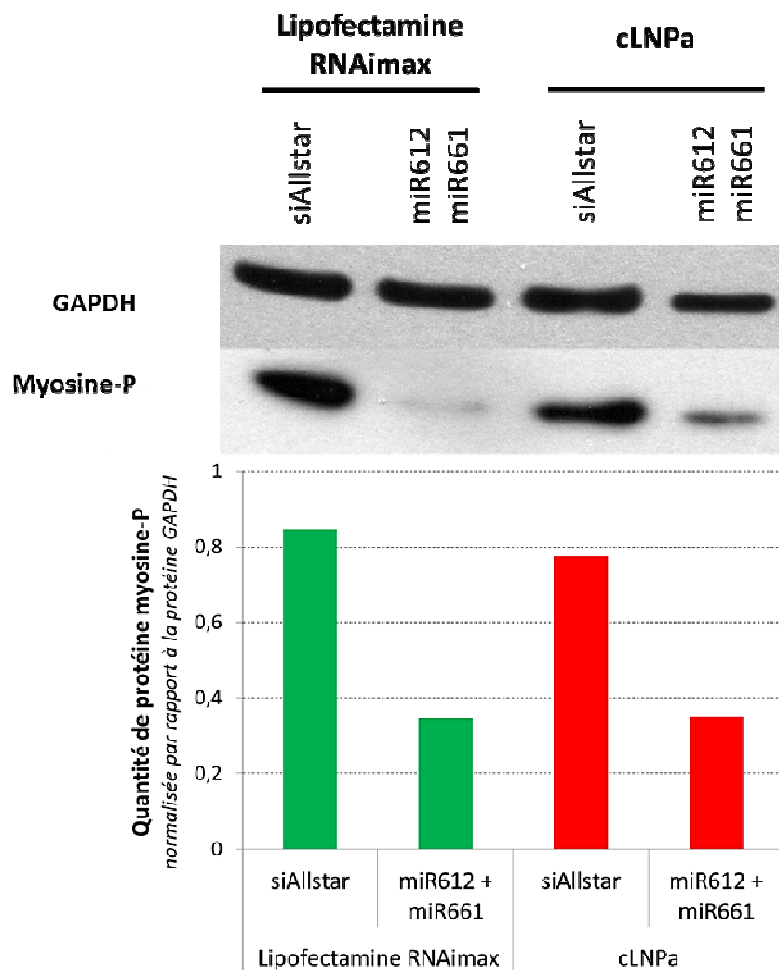 Lipofectamine
RNAimax
cLNPa
siAllstar
miR612
miR661
siAllstar
miR612
miR661
GAPDH
Myosine-P
Quantité de protéine myosine-P
normalisée par rapport à la protéine GAPDH
1
0,8
0,6
0,4
0,2
0
siAllstar
miR612 +
miR661
siAllstar
miR612 +
miR661
Lipofectamine RNAimax
cLNPa